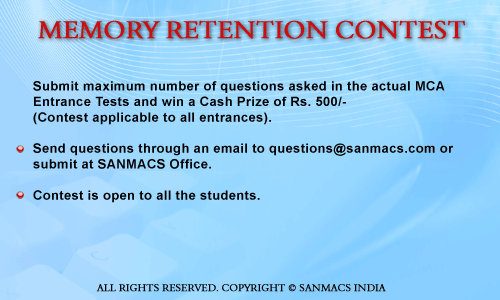 MEMORY RETENTION CONTEST
Submit maximum number of questions asked in the actual MCA
Entrance Tests and win a Cash Prize of Rs. 500/-
(Contest applicable to all entrances).
Send questions through an email to questions@sanmacs.com or
submit at SANMACS Office.
Contest is open to all the students.
ALL RIGHTS RESERVED. COPYRIGHT © SANMACS INDIA